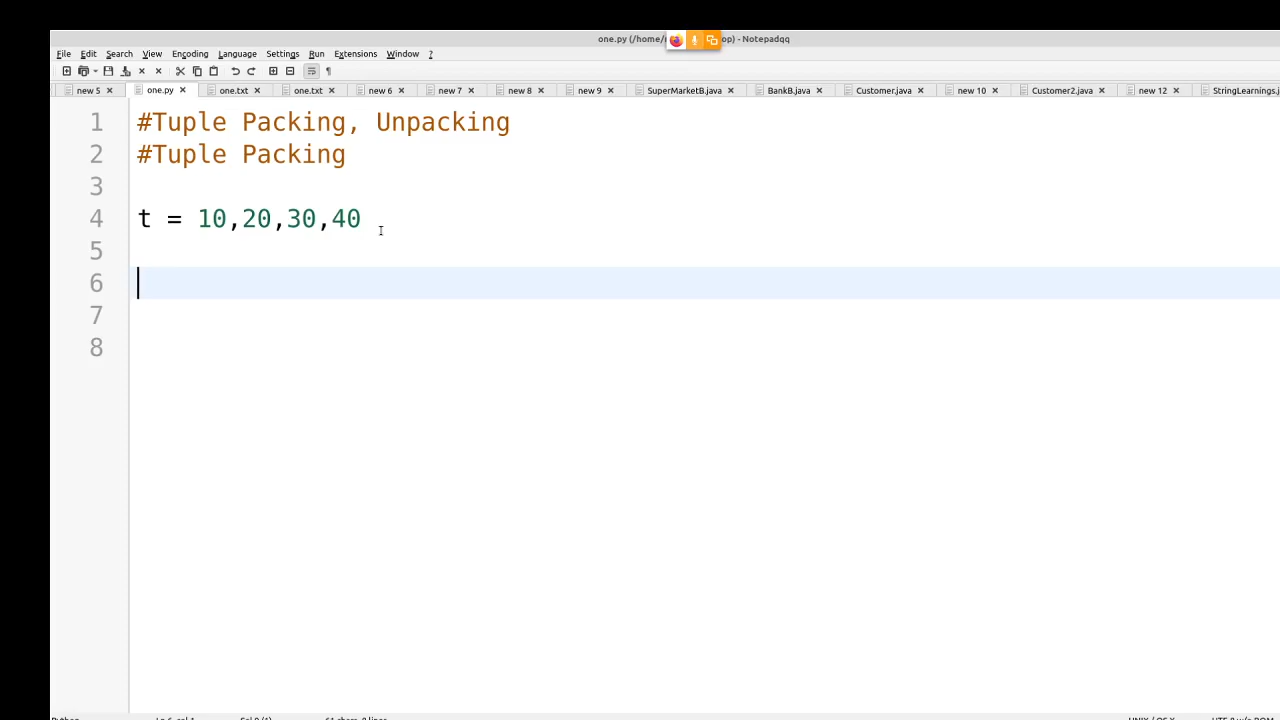 one.py (/home/ op) - Notepadqq
File Edit Search View Encoding Language Settings Run Extensions Window ?
new 5 one.py one.txt one.txt new 6 new 7 new 8 new 9 SuperMarketB.java BankB.java Customer.java new 10 Customer2.java new 12 StringLearnings.j
1 #Tuple Packing, Unpacking
2 #Tuple Packing
3
4 t = 10,20,30,40
5
6
7
8